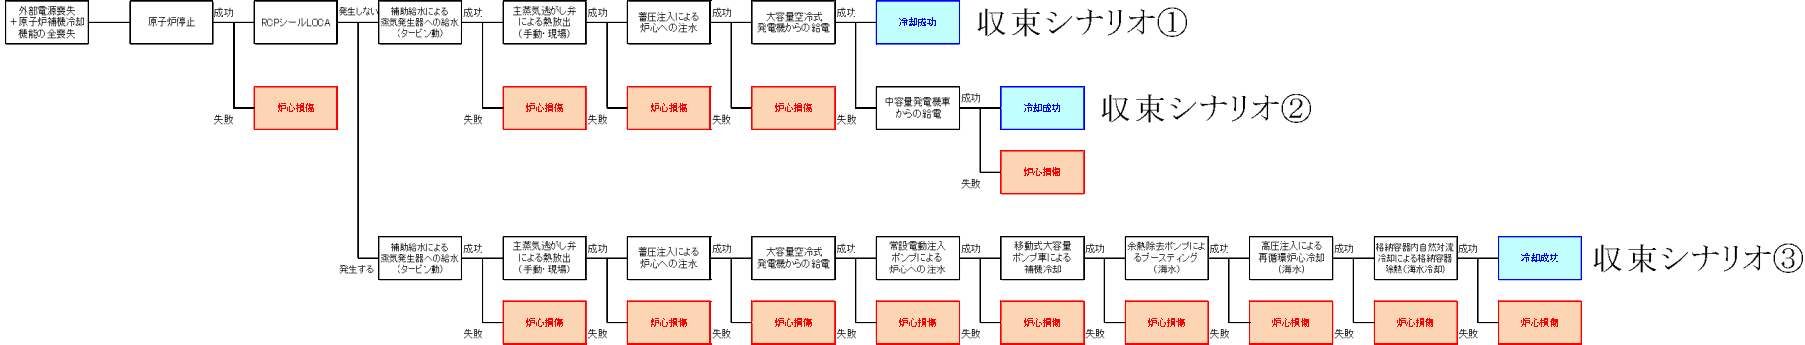 外部電源喪失
＋原子炉補機冷却
機能の全喪失
原子炉停止
成功
RCPシールLOCA
発生しない
補助給水による
蒸気発生器への給水
(タービン動)
成功
主蒸気逃がし弁
による熱放出
(手動・現場)
成功
蓄圧注入による
炉心への注水
成功
大容量空冷式
発電機からの給電
成功
冷却成功
収束シナリオ①
失敗
炉心損傷
失敗
炉心損傷
失敗
炉心損傷
失敗
炉心損傷
失敗
中容量発電機車
からの給電
成功
冷却成功
収束シナリオ②
失敗
炉心損傷
発生する
補助給水による
蒸気発生器への給水
(タービン動)
成功
主蒸気逃がし弁
による熱放出
(手動・現場)
成功
蓄圧注入による
炉心への注水
成功
大容量空冷式
発電機からの給電
成功
常設電動注入
ポンプによる
炉心への注水
成功
移動式大容量
ポンプ車による
補機冷却
成功
余熱除去ポンプによ
るブースティング
(海水)
成功
高圧注入による
再循環炉心冷却
(海水)
成功
格納容器内自然対流
冷却による格納容器
除熱(海水冷却)
成功
冷却成功
収束シナリオ③
失敗
炉心損傷
失敗
炉心損傷
失敗
炉心損傷
失敗
炉心損傷
失敗
炉心損傷
失敗
炉心損傷
失敗
炉心損傷
失敗
炉心損傷
失敗
炉心損傷